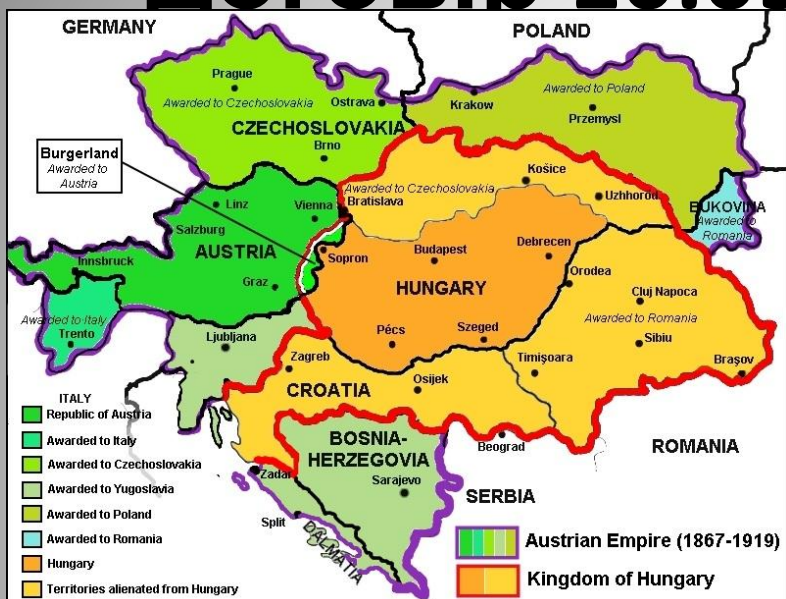 GERMANY
POLAND
Prague
Awarded to Czechoslovakia
Ostrava
Krakow
Awarded to Poland
Przemysl
CZECHOSLOVAKIA
Brno
Burgerland
Awarded to
Austria
Košice
Awarded to Czechoslovakia
Uzhhorod
BUKOVINA
Awarded to
Romania
Linz
Vienna
Bratislava
Salzburg
AUSTRIA
Sopron
Budapest
Debrecen
Innsbruck
Graz
HUNGARY
Orodea
Cluj Napoca
Awarded to Romania
Awarded to Italy
Trento
Ljubljana
Pécs
Szeged
Sibiu
Zagreb
Timişoara
Braşov
CROATIA
Osijek
BOSNIA-
HERZEGOVIA
Beograd
ROMANIA
Zadar
Sarajevo
SERBIA
Split
DALMATIA
ITALY
Republic of Austria
Awarded to Italy
Awarded to Czechoslovakia
Awarded to Yugoslavia
Awarded to Poland
Awarded to Romania
Hungary
Territories alienated from Hungary
Austrian Empire (1867-1919)
Kingdom of Hungary